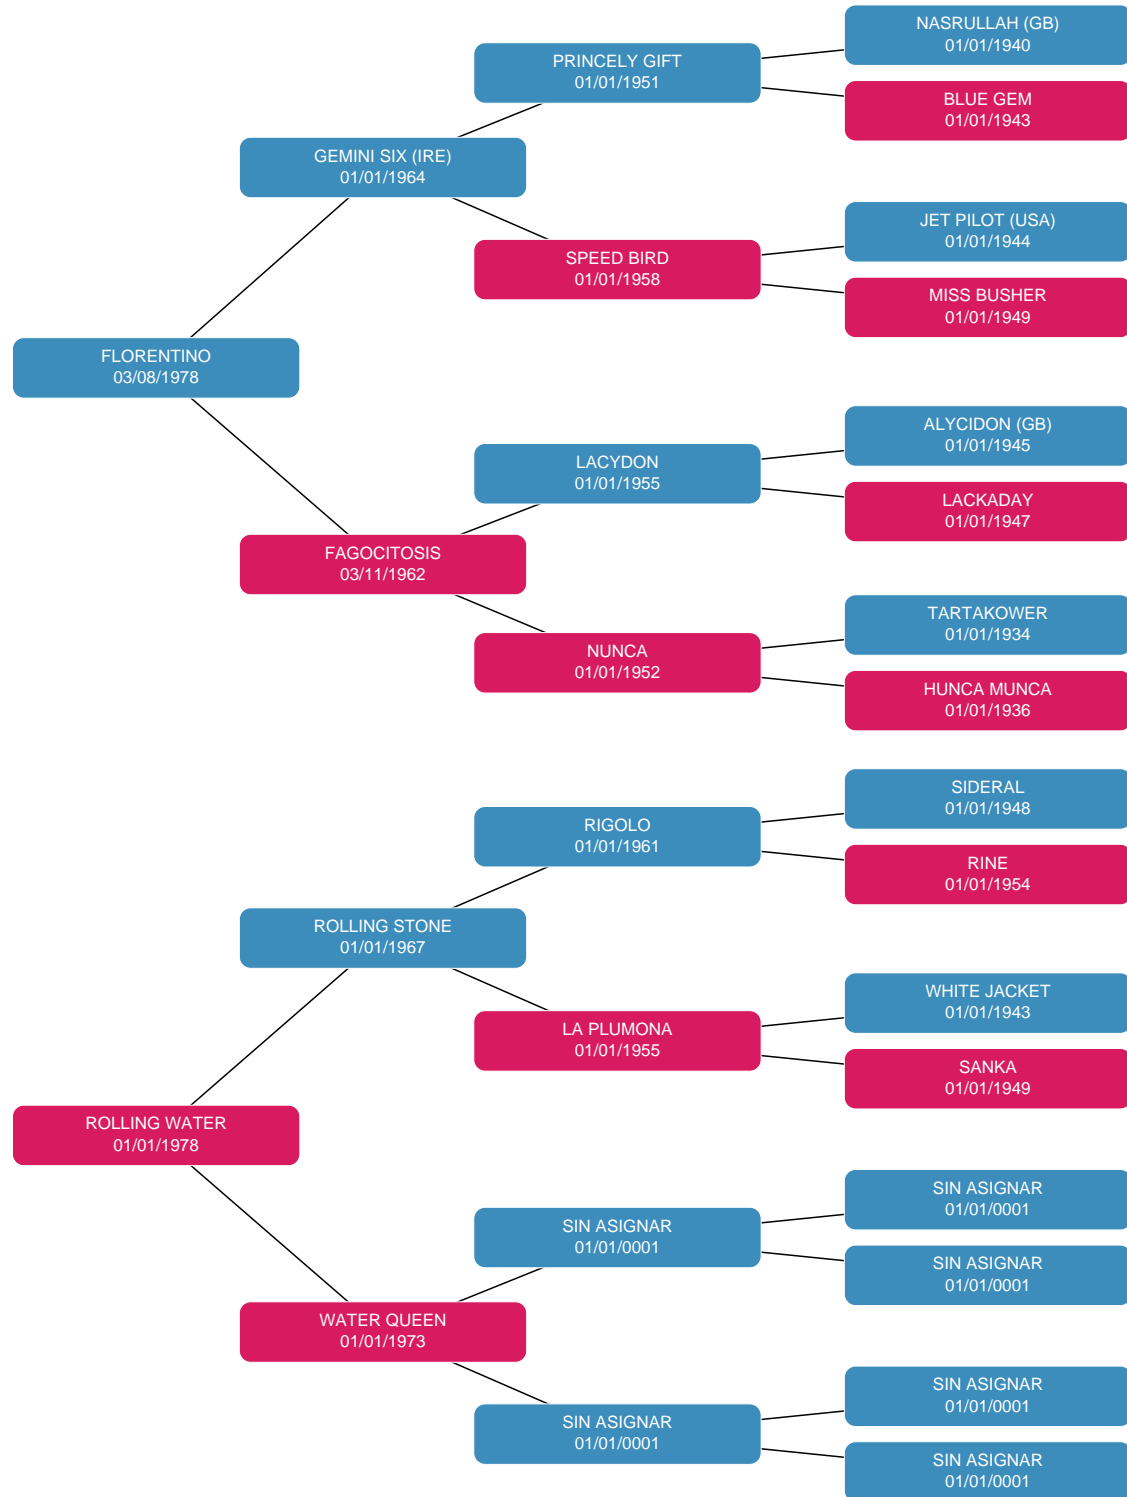 NASRULLAH (GB)
01/01/1940
PRINCELY GIFT
01/01/1951
BLUE GEM
01/01/1943
GEMINI SIX (IRE)
01/01/1964
JET PILOT (USA)
01/01/1944
SPEED BIRD
01/01/1958
MISS BUSHER
01/01/1949
FLORENTINO
03/08/1978
ALYCIDON (GB)
01/01/1945
LACYDON
01/01/1955
LACKADAY
01/01/1947
FAGOCITOSIS
03/11/1962
TARTAKOWER
01/01/1934
NUNCA
01/01/1952
HUNCA MUNCA
01/01/1936
SIDERAL
01/01/1948
RIGOLO
01/01/1961
RINE
01/01/1954
ROLLING STONE
01/01/1967
WHITE JACKET
01/01/1943
LA PLUMONA
01/01/1955
SANKA
01/01/1949
ROLLING WATER
01/01/1978
SIN ASIGNAR
01/01/0001
SIN ASIGNAR
01/01/0001
SIN ASIGNAR
01/01/0001
WATER QUEEN
01/01/1973
SIN ASIGNAR
01/01/0001
SIN ASIGNAR
01/01/0001
SIN ASIGNAR
01/01/0001